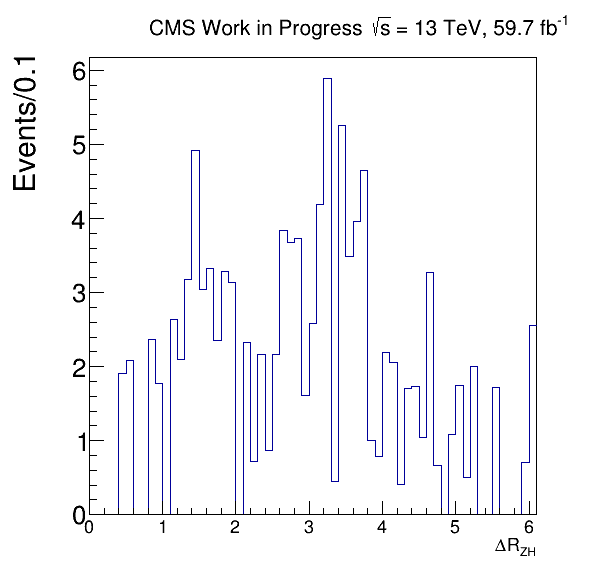 CMS Work in Progress √s = 13 TeV, 59.7 fb⁻¹
Events/0.1
6
5
4
3
2
1
0
0 1 2 3 4 5 6
ΔR_ZH